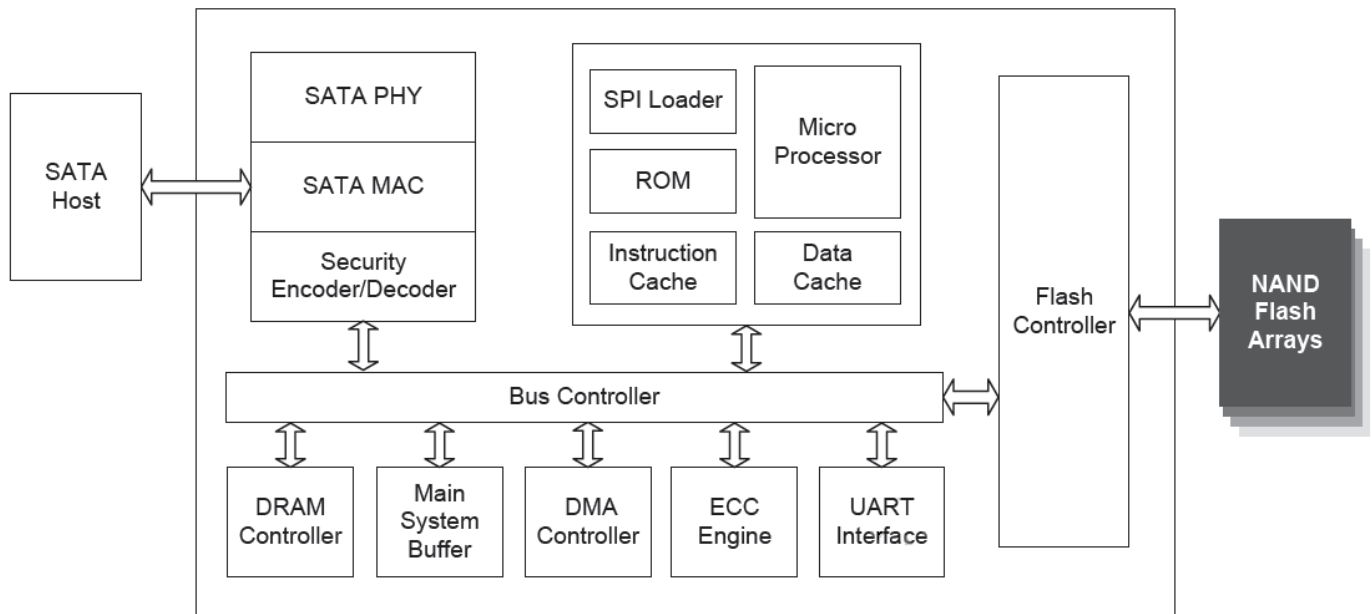 SATA
Host
SATA PHY
SATA MAC
Security
Encoder/Decoder
SPI Loader
ROM
Instruction
Cache
Micro
Processor
Data
Cache
Flash
Controller
NAND
Flash
Arrays
Bus Controller
DRAM
Controller
Main
System
Buffer
DMA
Controller
ECC
Engine
UART
Interface